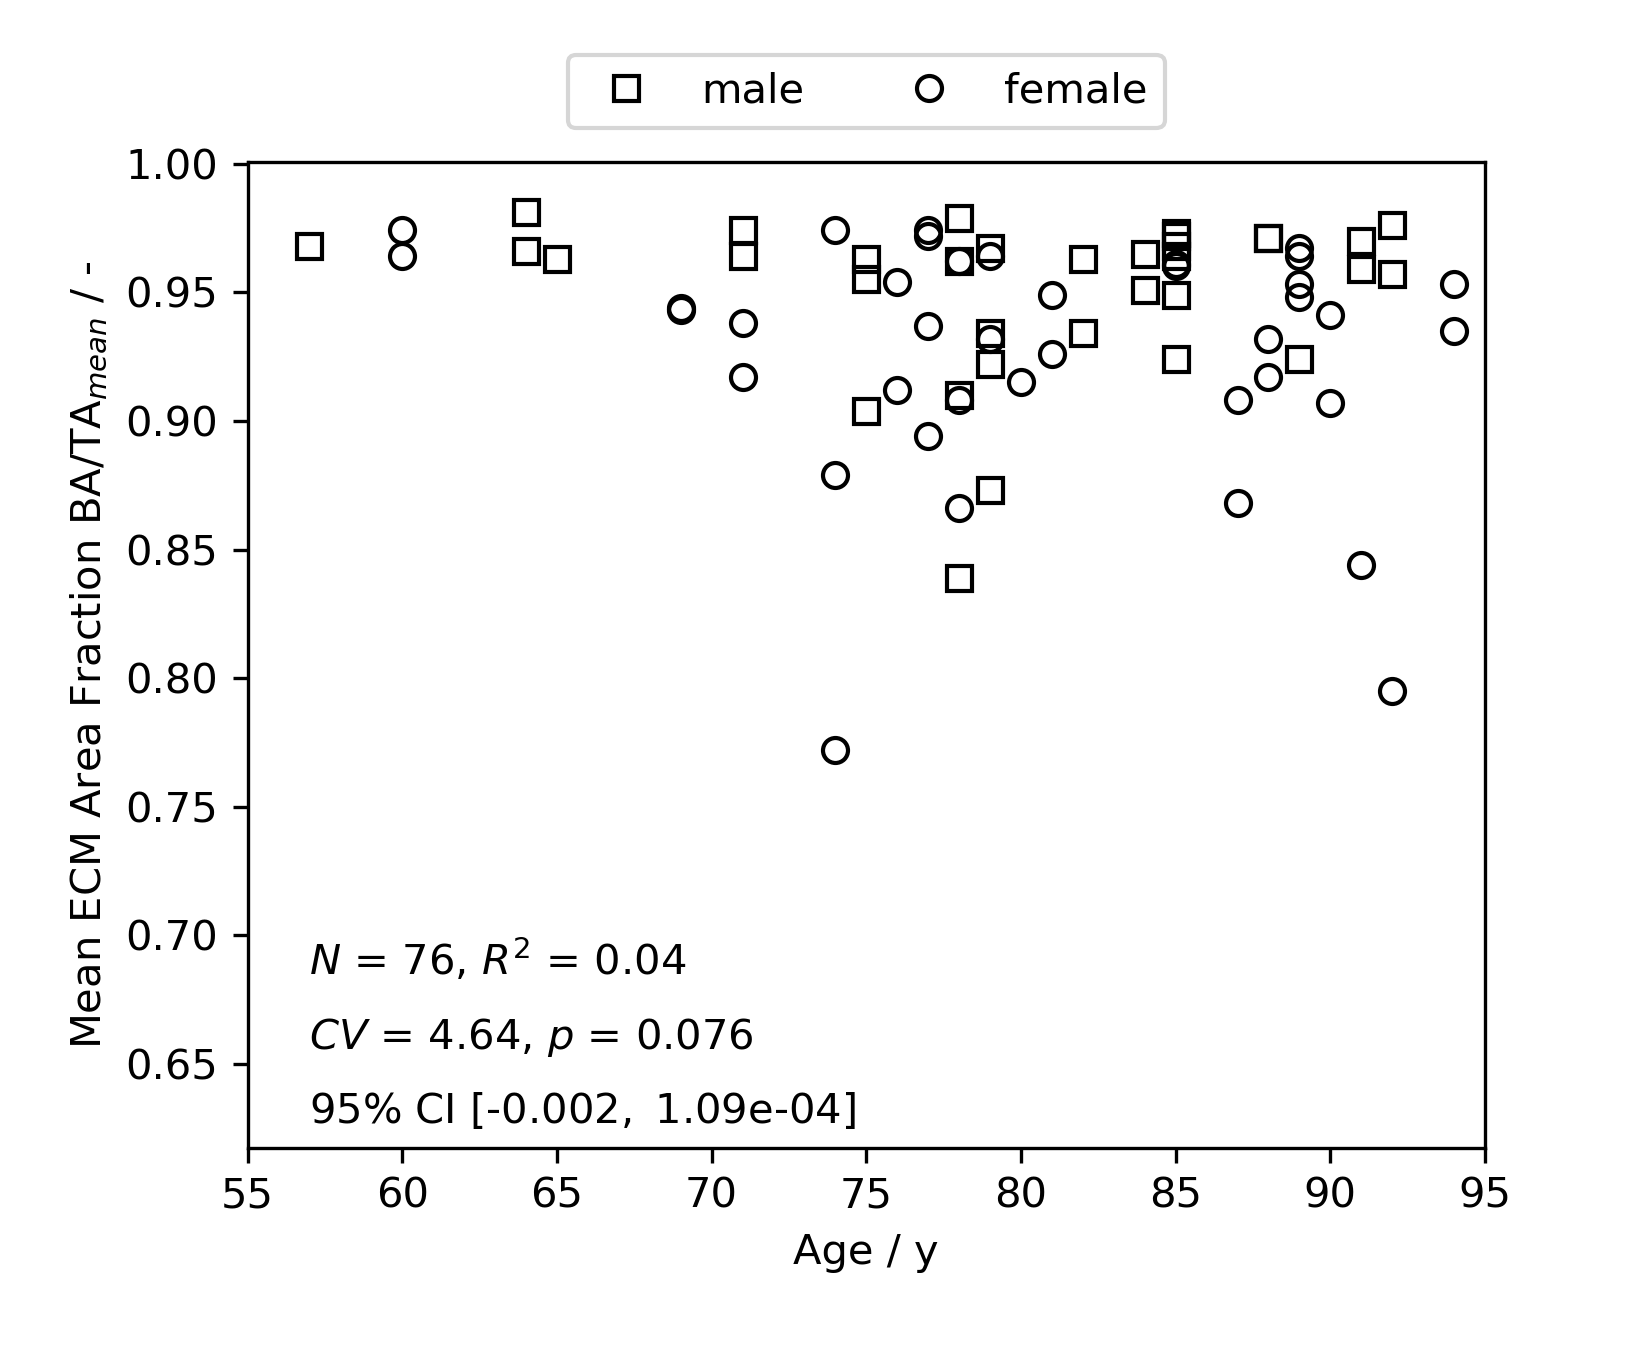 male female
1.00
0.95
0.90
0.85
0.80
0.75
0.70
0.65
Mean ECM Area Fraction BA/TA_mean / -
N = 76, R² = 0.04
CV = 4.64, p = 0.076
95% CI [-0.002, 1.09e-04]
55 60 65 70 75 80 85 90 95
Age / y